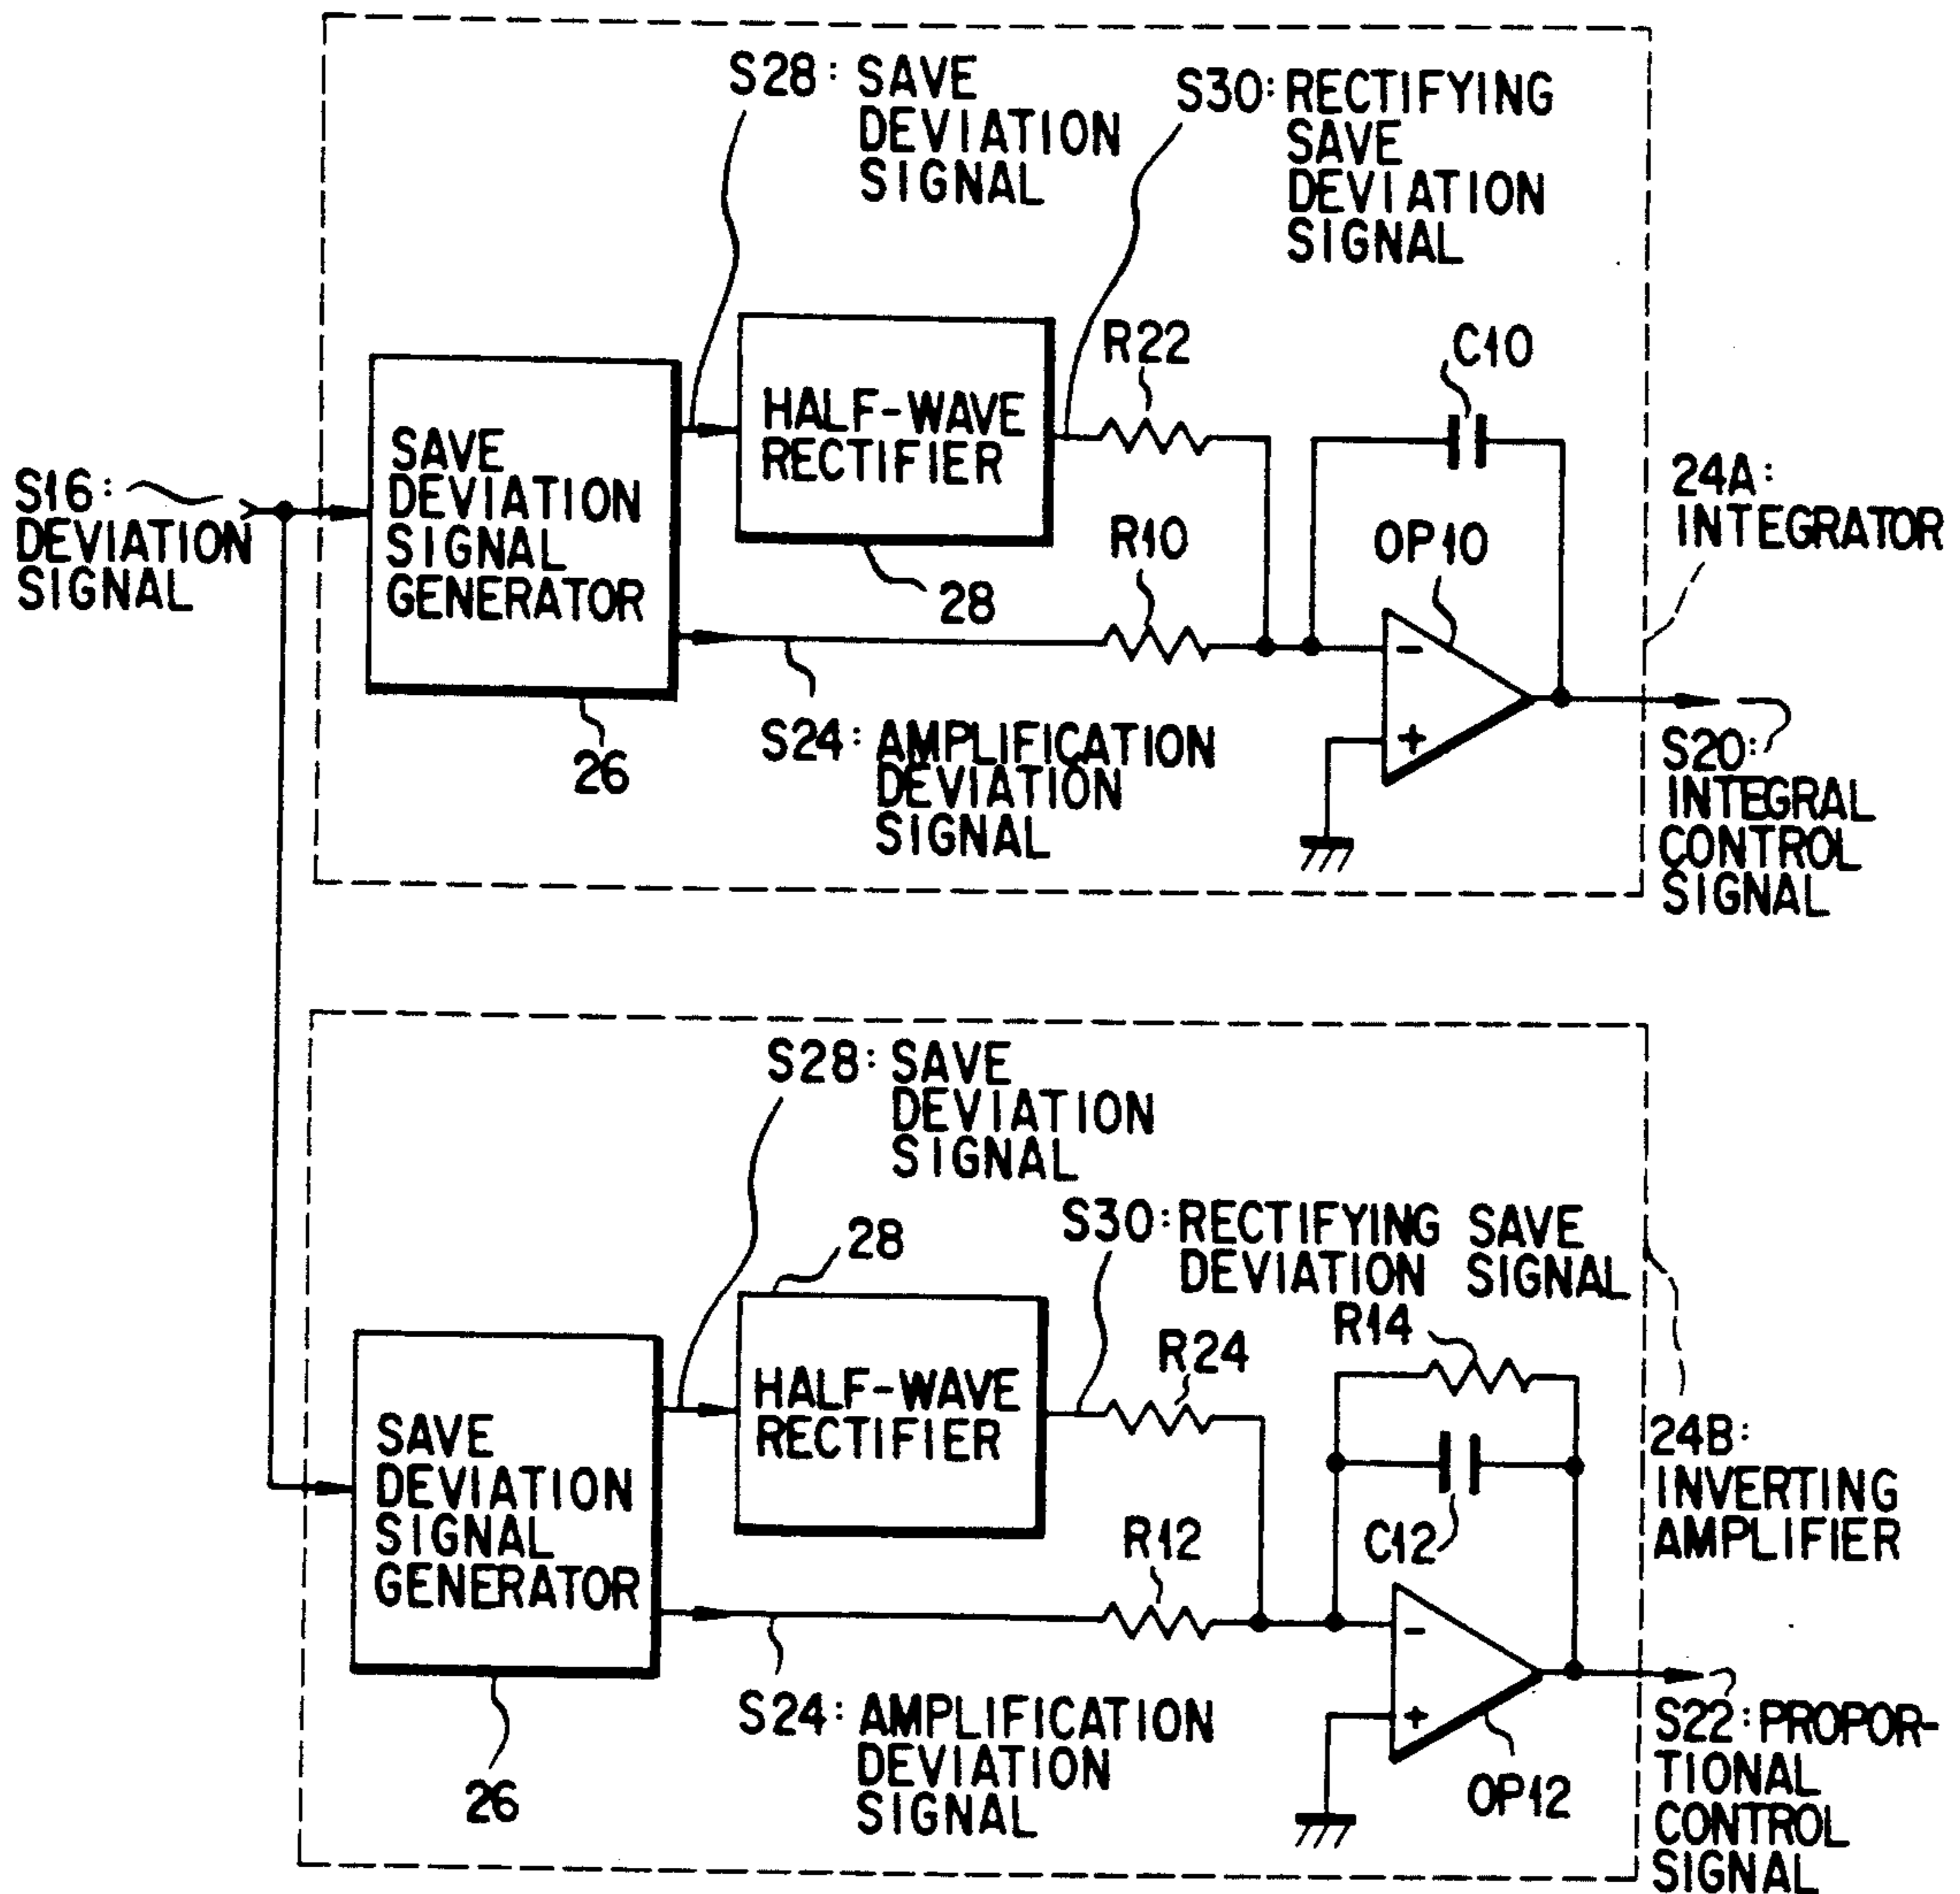 S28: SAVE
DEVIATION
SIGNAL
S30: RECTIFYING
SAVE
DEVIATION
SIGNAL
R22
C10
HALF-WAVE
RECTIFIER
SAVE
DEVIATION
SIGNAL
GENERATOR
S16:
DEVIATION
SIGNAL
24A:
INTEGRATOR
R10
OP10
28
-
+
26
S24: AMPLIFICATION
DEVIATION
SIGNAL
S20:
INTEGRAL
CONTROL
SIGNAL
S28: SAVE
DEVIATION
SIGNAL
28
S30: RECTIFYING SAVE
DEVIATION SIGNAL
R14
R24
HALF-WAVE
RECTIFIER
SAVE
DEVIATION
SIGNAL
GENERATOR
24B:
INVERTING
AMPLIFIER
C12
R12
-
+
S24: AMPLIFICATION
DEVIATION
SIGNAL
26
OP12
S22: PROPOR-
TIONAL
CONTROL
SIGNAL